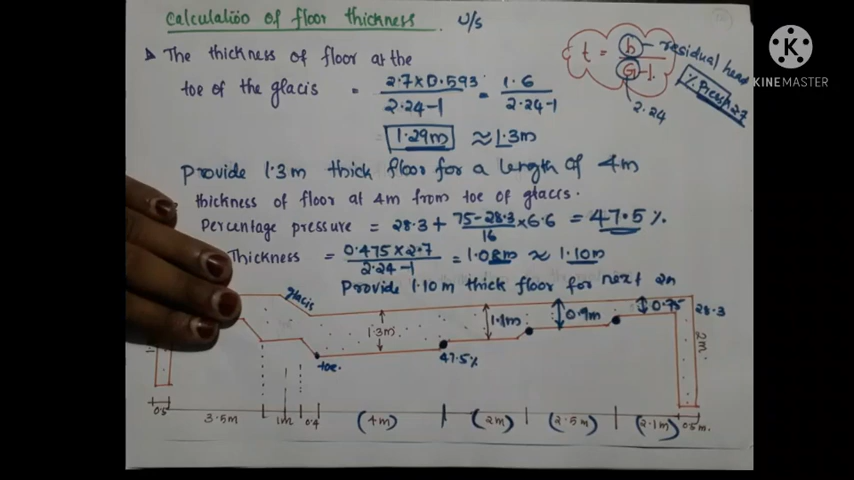 Calculation of floor thickness. u/s
t = h/(G-1) residual head
2.24
% Press 2.7
KINEMASTER
The thickness of floor at the
toe of the glacis = (2.7×0.593)/(2.24-1) = 1.6/(2.24-1)
1.29m ≈ 1.3m
Provide 1.3m thick floor for a length of 4m
thickness of floor at 4m from toe of glacis.
Percentage pressure = 28.3 + (75-28.3)/16 × 6.6 = 47.5%
Thickness = (0.475×2.7)/(2.24-1) = 1.03m ≈ 1.10m
Provide 1.10m thick floor for next 2m
glacis
1.3m 1.1m 0.9m 0.75 28.3
2m
toe. 47.5%
0.5 3.5m 1m 0.4 (4m) (2m) (2.5m) (2.1m) 0.5m.